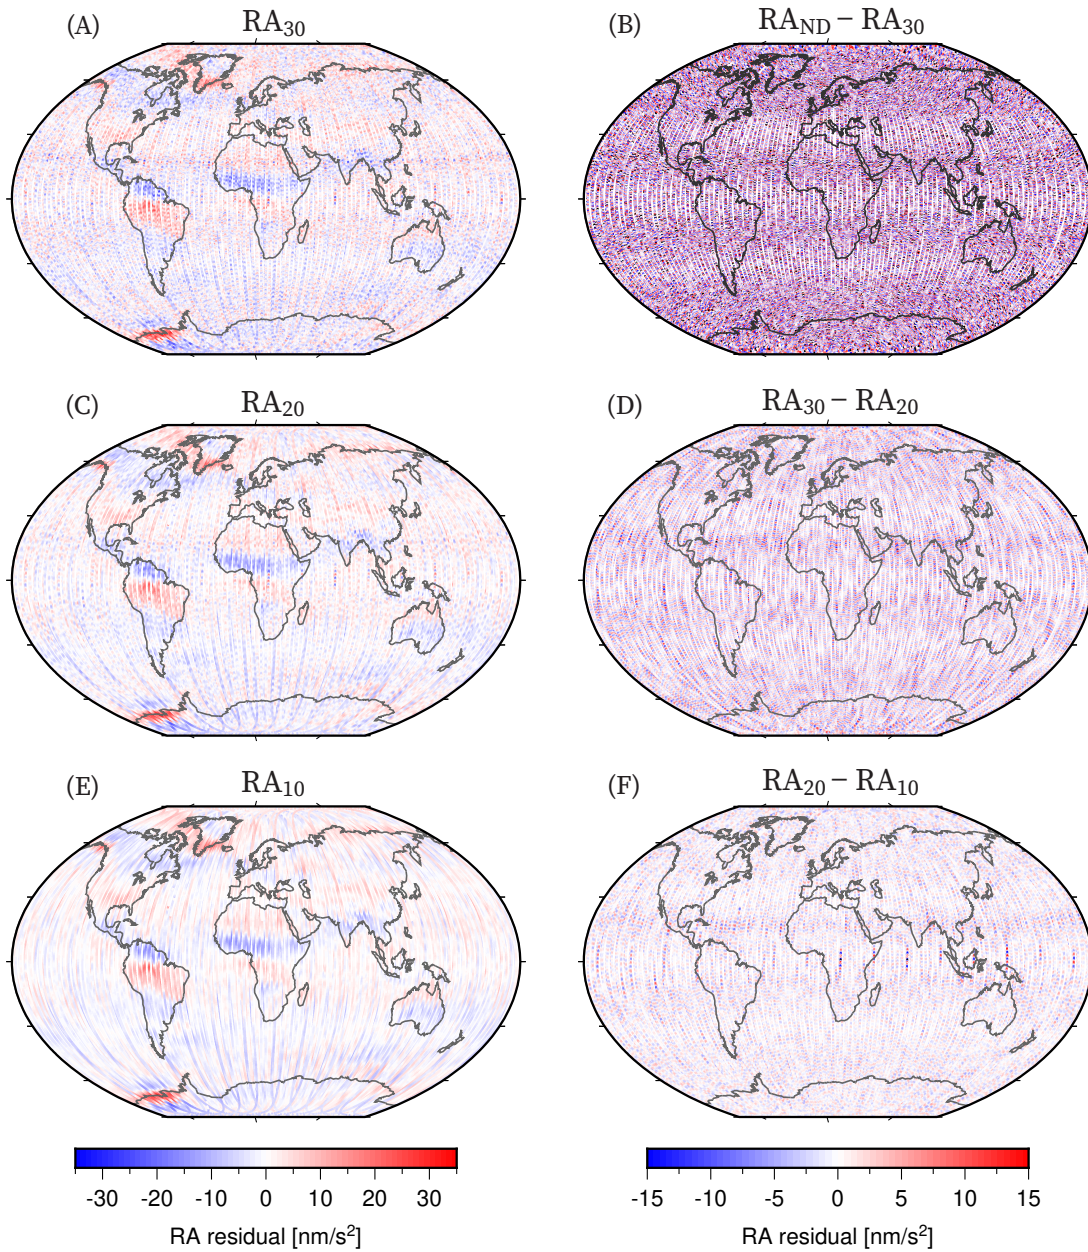 (A) RA30
(B) RAND − RA30
(C) RA20
(D) RA30 − RA20
(E) RA10
(F) RA20 − RA10
-30 -20 -10 0 10 20 30
RA residual [nm/s²]
-15 -10 -5 0 5 10 15
RA residual [nm/s²]